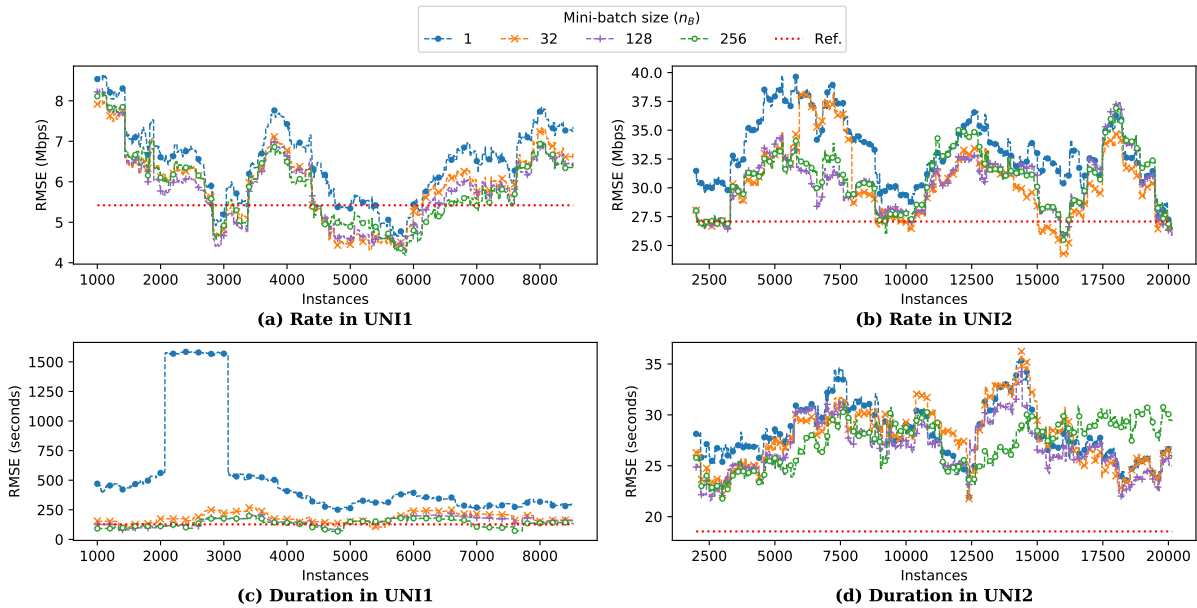 Mini-batch size (n_B)
1 32 128 256 Ref.
RMSE (Mbps)
8
7
6
5
4
1000 2000 3000 4000 5000 6000 7000 8000
Instances
(a) Rate in UNI1
RMSE (Mbps)
40.0
37.5
35.0
32.5
30.0
27.5
25.0
2500 5000 7500 10000 12500 15000 17500 20000
Instances
(b) Rate in UNI2
RMSE (seconds)
1500
1250
1000
750
500
250
0
1000 2000 3000 4000 5000 6000 7000 8000
Instances
(c) Duration in UNI1
RMSE (seconds)
35
30
25
20
2500 5000 7500 10000 12500 15000 17500 20000
Instances
(d) Duration in UNI2